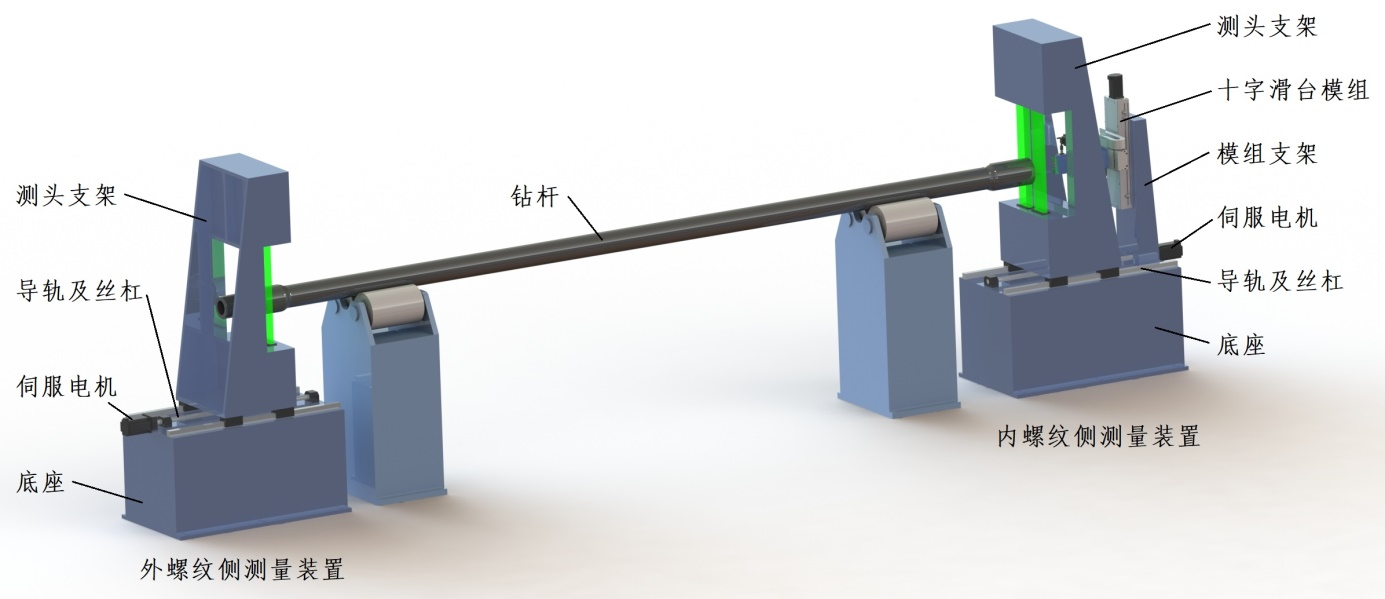 测头支架
导轨及丝杠
伺服电机
底座
外螺纹侧测量装置
钻杆
测头支架
十字滑台模组
模组支架
伺服电机
导轨及丝杠
底座
内螺纹侧测量装置